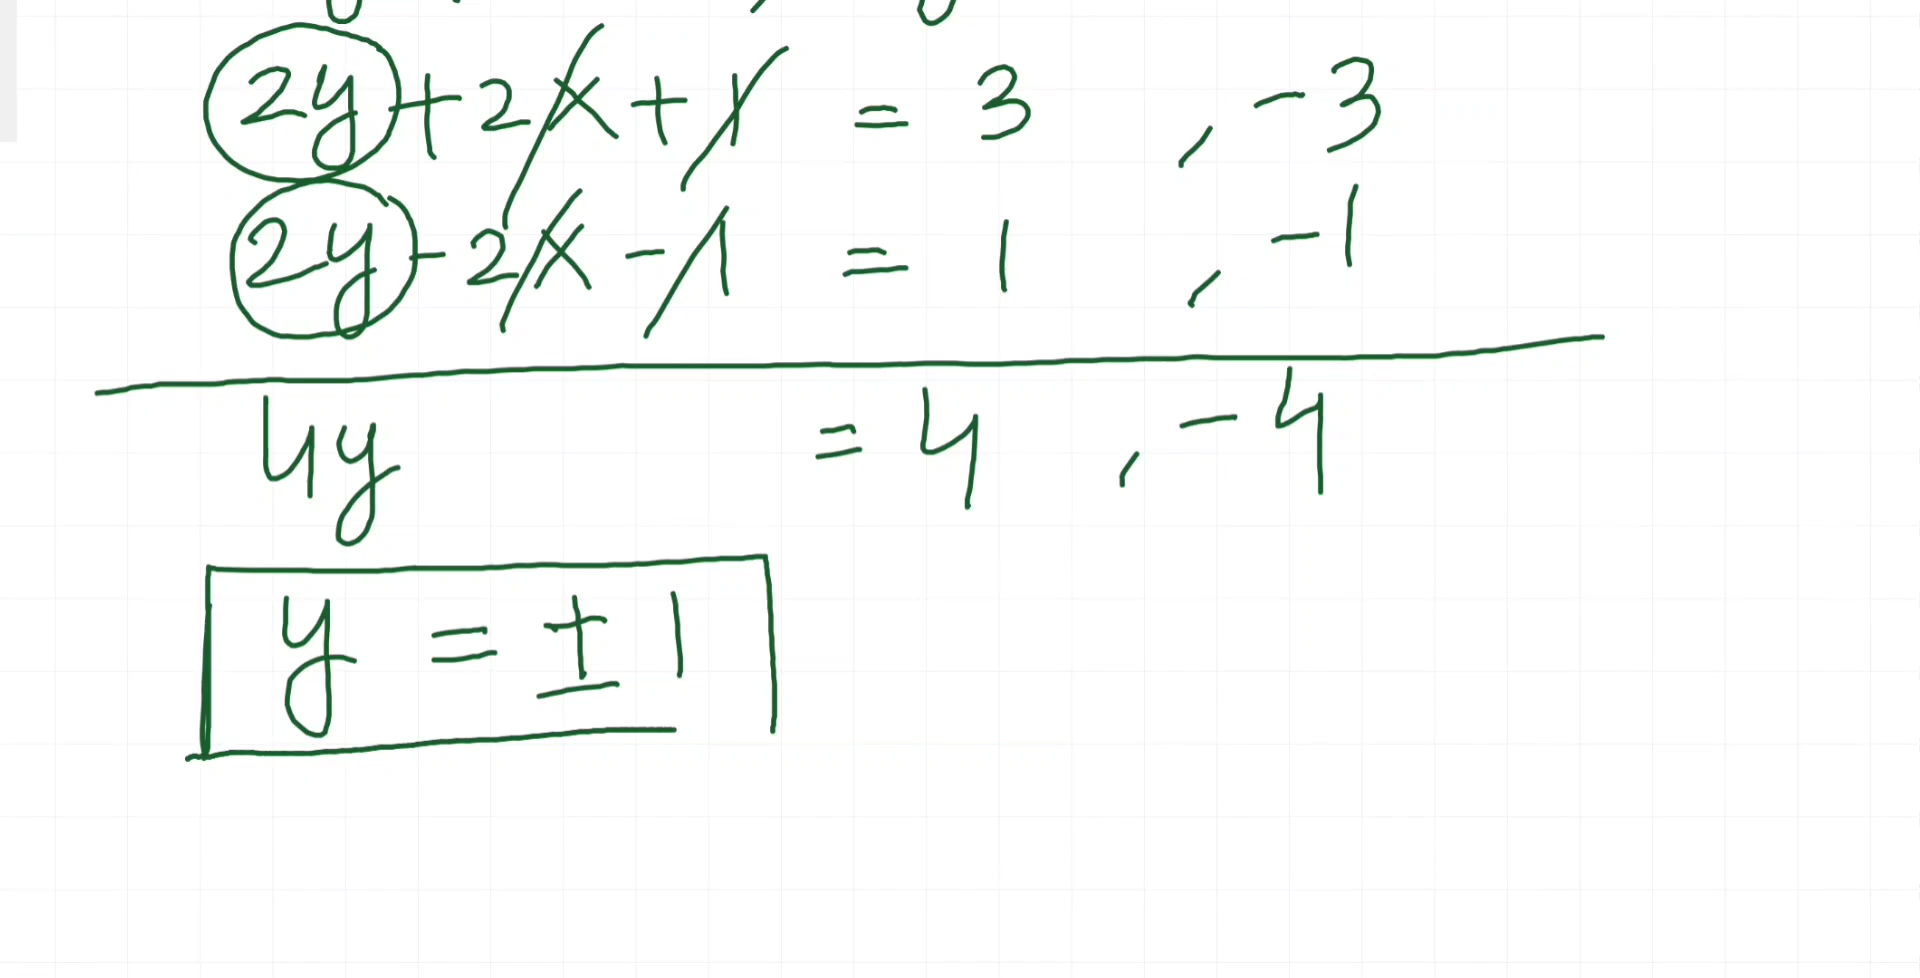 2y + 2x + 1 = 3 , -3
2y - 2x - 1 = 1 , -1
4y = 4 , -4
y = ± 1